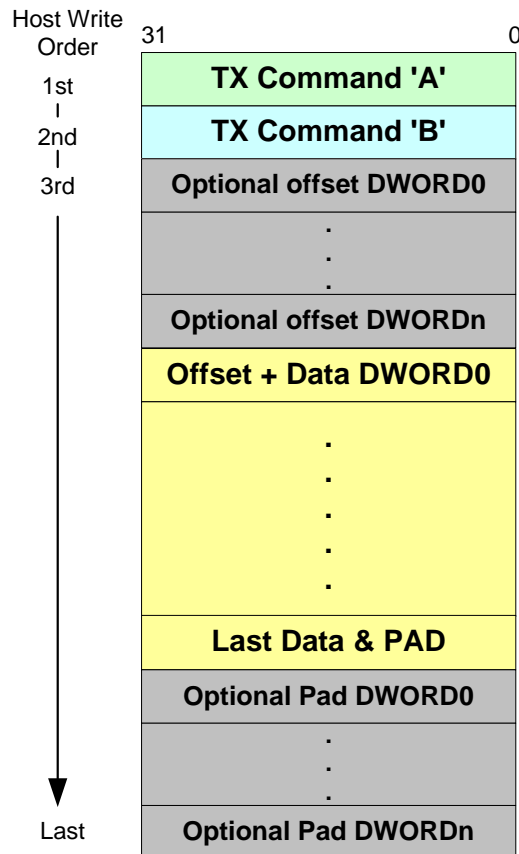 Host Write
Order
31
0
1st
TX Command 'A'
2nd
TX Command 'B'
3rd
Optional offset DWORD0
.
.
.
Optional offset DWORDn
Offset + Data DWORD0
.
.
.
.
.
Last Data & PAD
Optional Pad DWORD0
.
.
.
Last
Optional Pad DWORDn